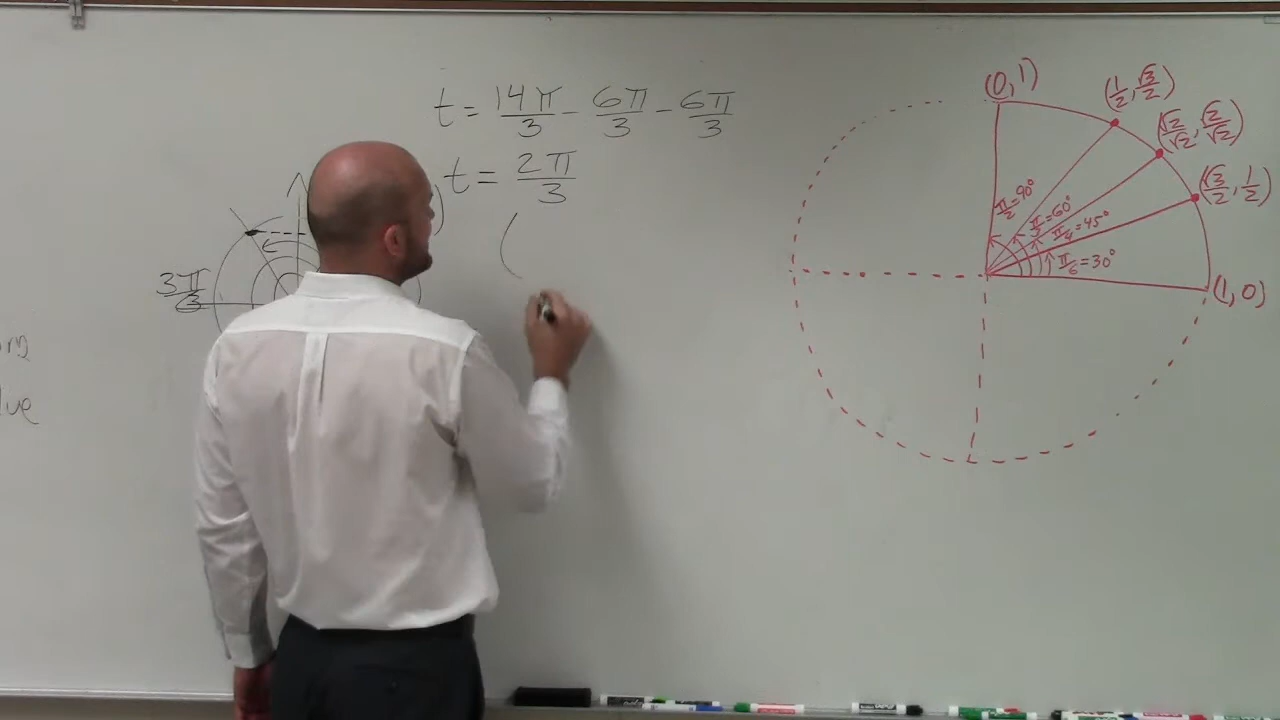 t = 14π/3 - 6π/3 - 6π/3
t = 2π/3
(
3π/3
(0, 1)
(1/2, √3/2)
(√2/√2, √2/√2)
(√3/2, 1/2)
(1, 0)
π/2 = 90°
π/3 = 60°
π/4 = 45°
π/6 = 30°